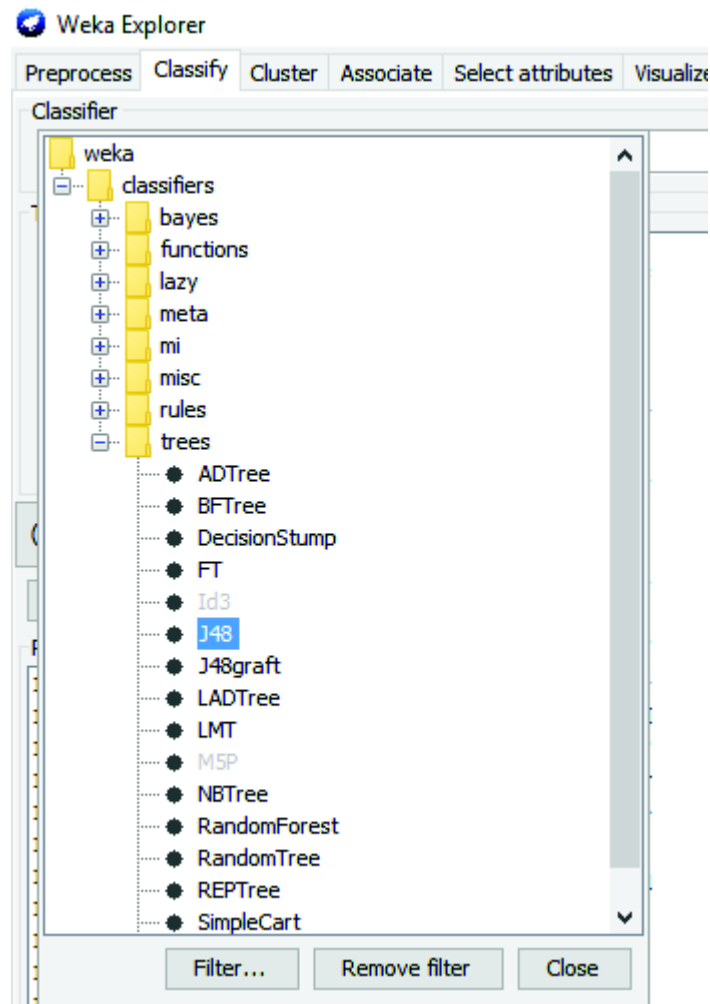 Weka Explorer
Preprocess Classify Cluster Associate Select attributes Visualize
Classifier
weka
classifiers
bayes
functions
lazy
meta
mi
misc
rules
trees
ADTree
BFTree
DecisionStump
FT
Id3
J48
J48graft
LADTree
LMT
M5P
NBTree
RandomForest
RandomTree
REPTree
SimpleCart
Filter... Remove filter Close